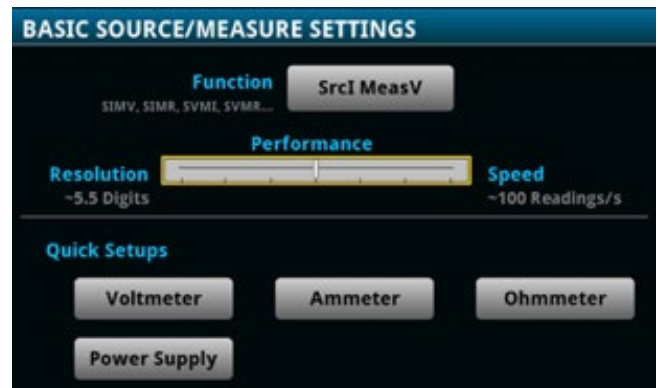 BASIC SOURCE/MEASURE SETTINGS
Function SrcI MeasV
SIMV, SIMR, SVMI, SVMR...
Performance
Resolution Speed
~5.5 Digits ~100 Readings/s
Quick Setups
Voltmeter Ammeter Ohmmeter
Power Supply